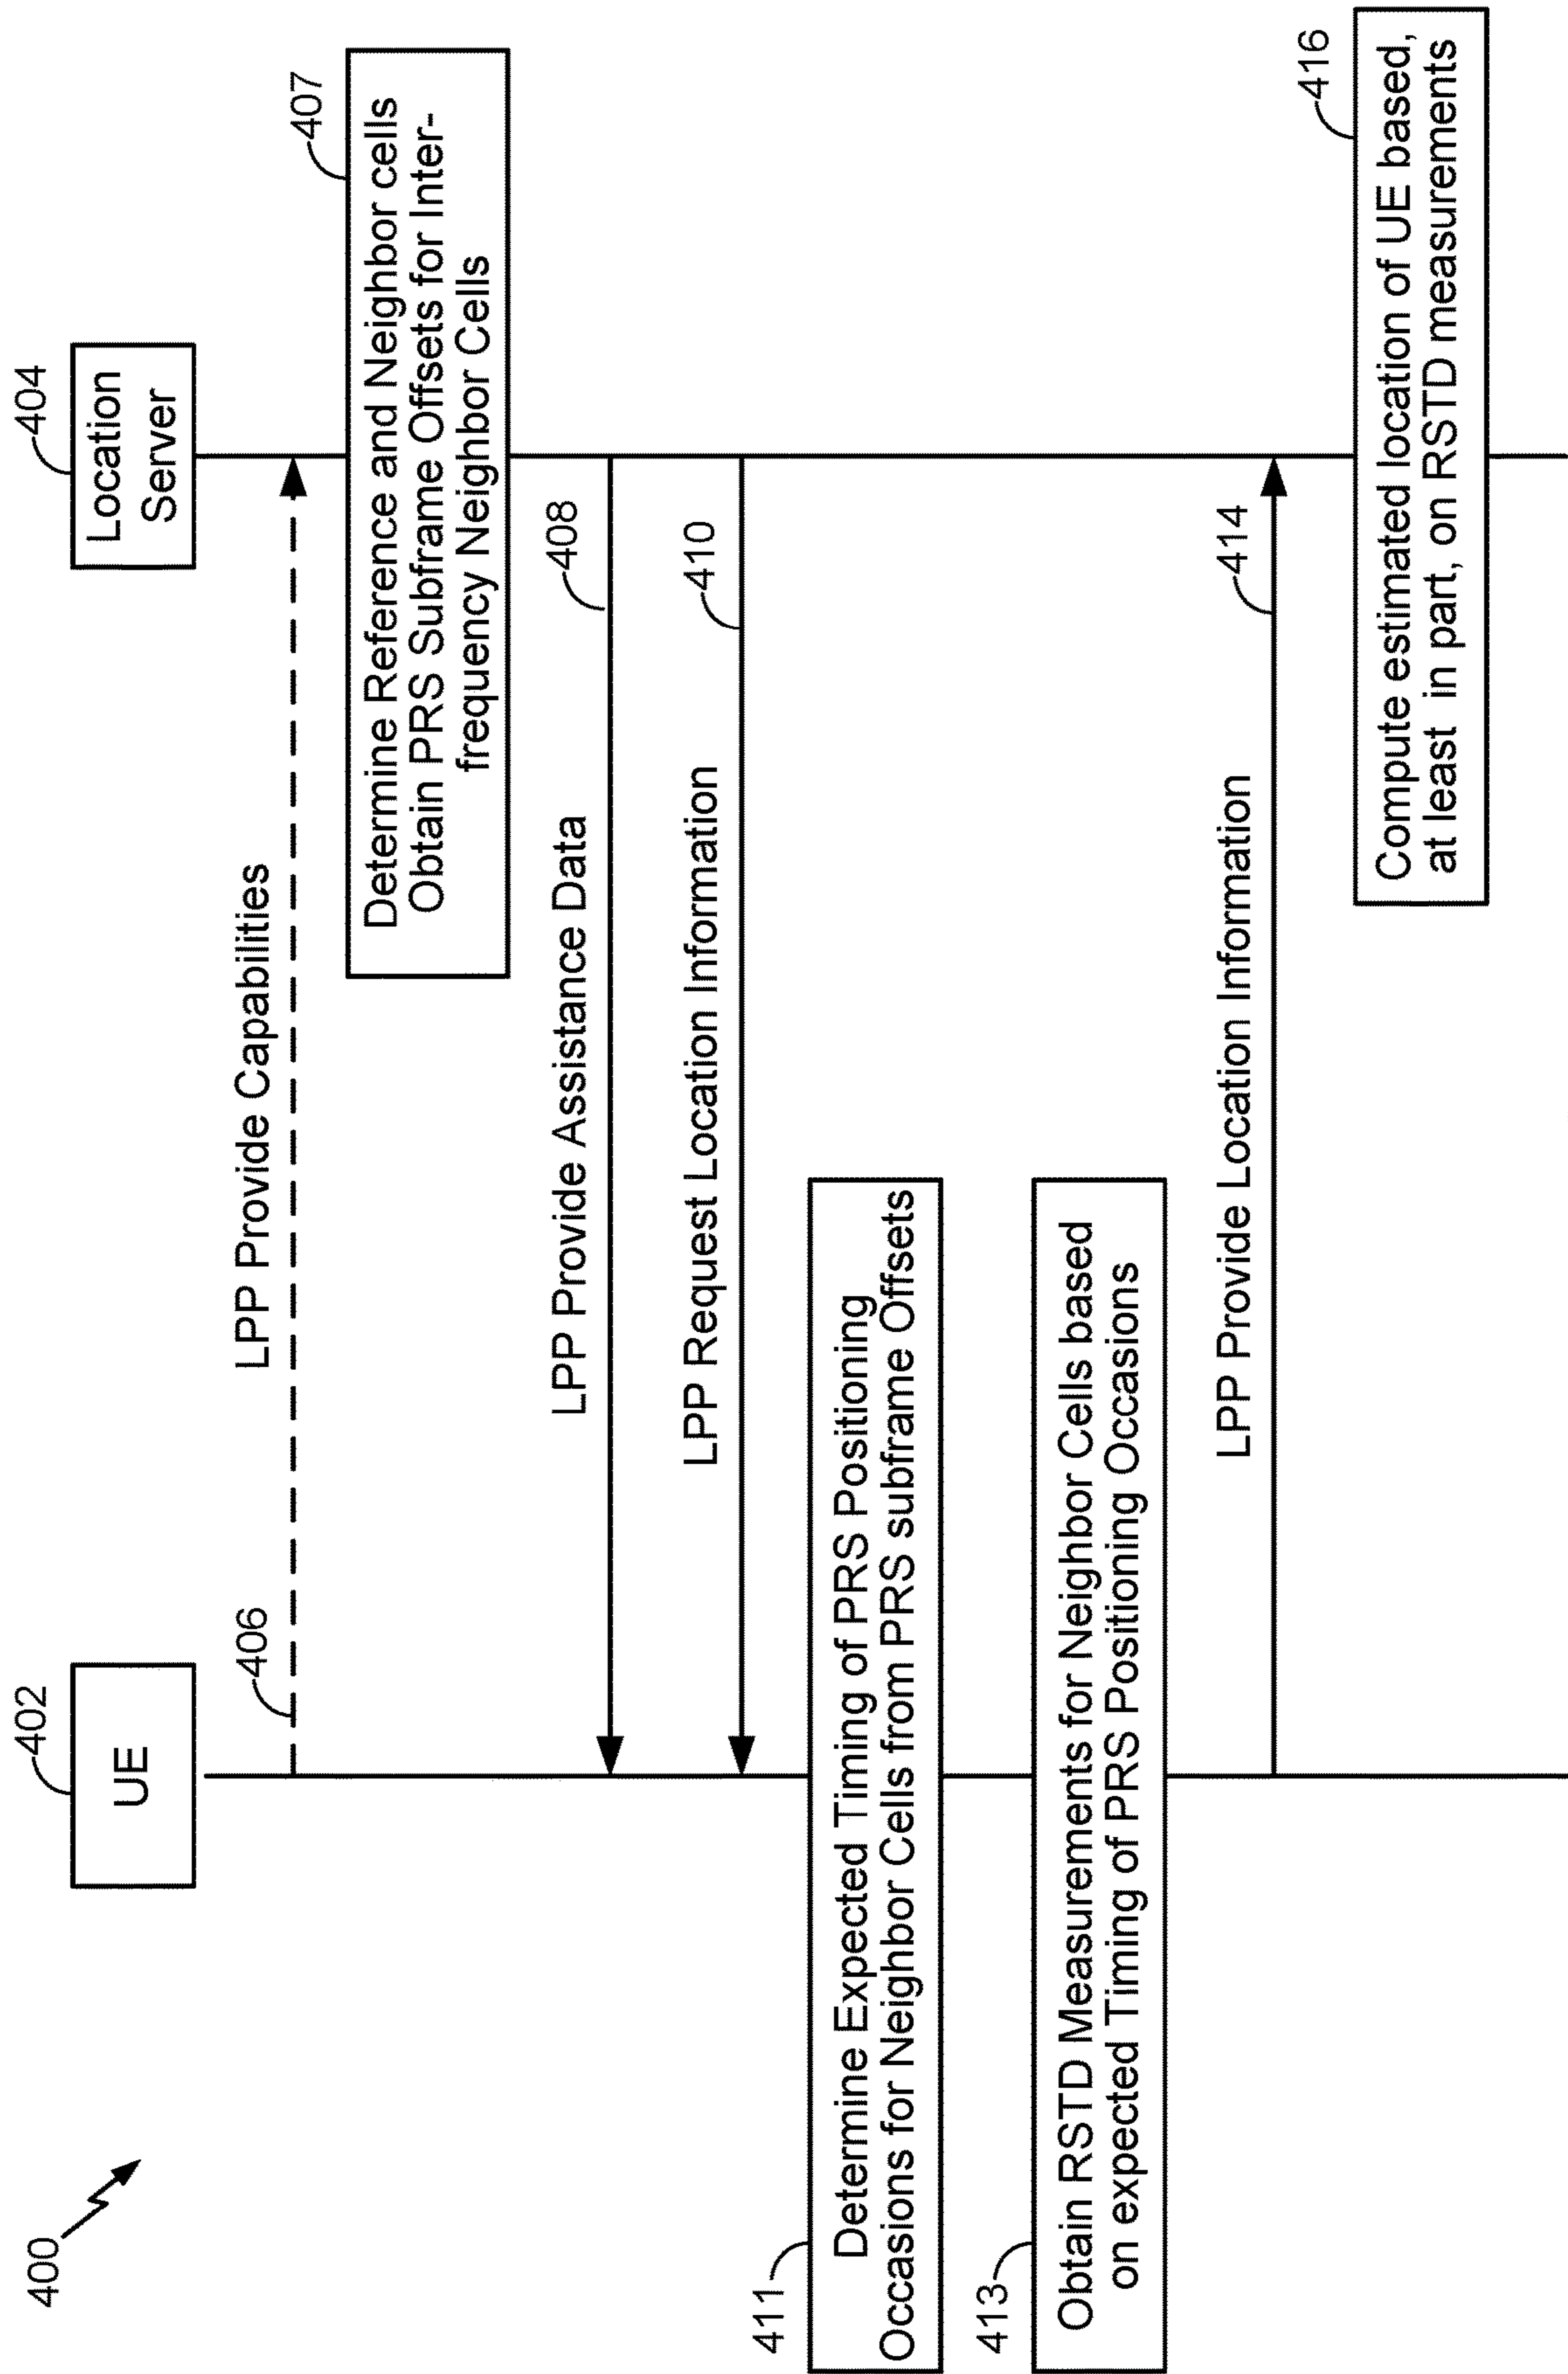 400
402
UE
404
Location
Server
406
LPP Provide Capabilities
407
Determine Reference and Neighbor cells
Obtain PRS Subframe Offsets for Inter-
frequency Neighbor Cells
LPP Provide Assistance Data
408
LPP Request Location Information
410
411
Determine Expected Timing of PRS Positioning
Occasions for Neighbor Cells from PRS subframe Offsets
413
Obtain RSTD Measurements for Neighbor Cells based
on expected Timing of PRS Positioning Occasions
LPP Provide Location Information
414
416
Compute estimated location of UE based,
at least in part, on RSTD measurements